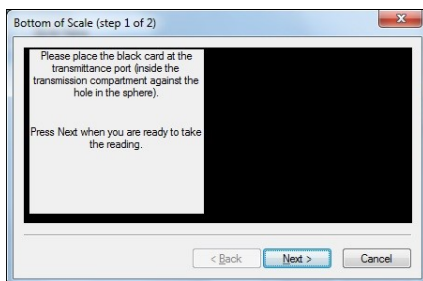 Bottom of Scale (step 1 of 2)
Please place the black card at the
transmittance port (inside the
transmission compartment against the
hole in the sphere).
Press Next when you are ready to take
the reading.
< Back
Next >
Cancel